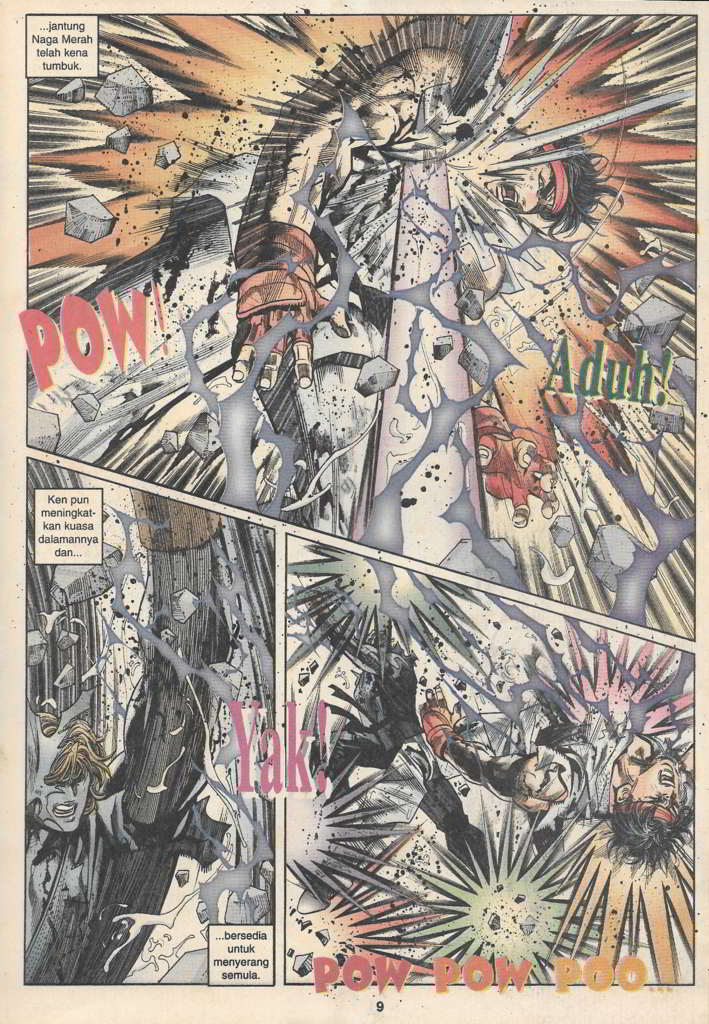 ...jantung
Naga Merah
telah kena
tumbuk.
POW!
Aduh!
Ken pun
meningkat-
kan kuasa
dalamannya
dan...
Yak!
...bersedia
untuk
menyerang
semula.
POW POW POO...
9